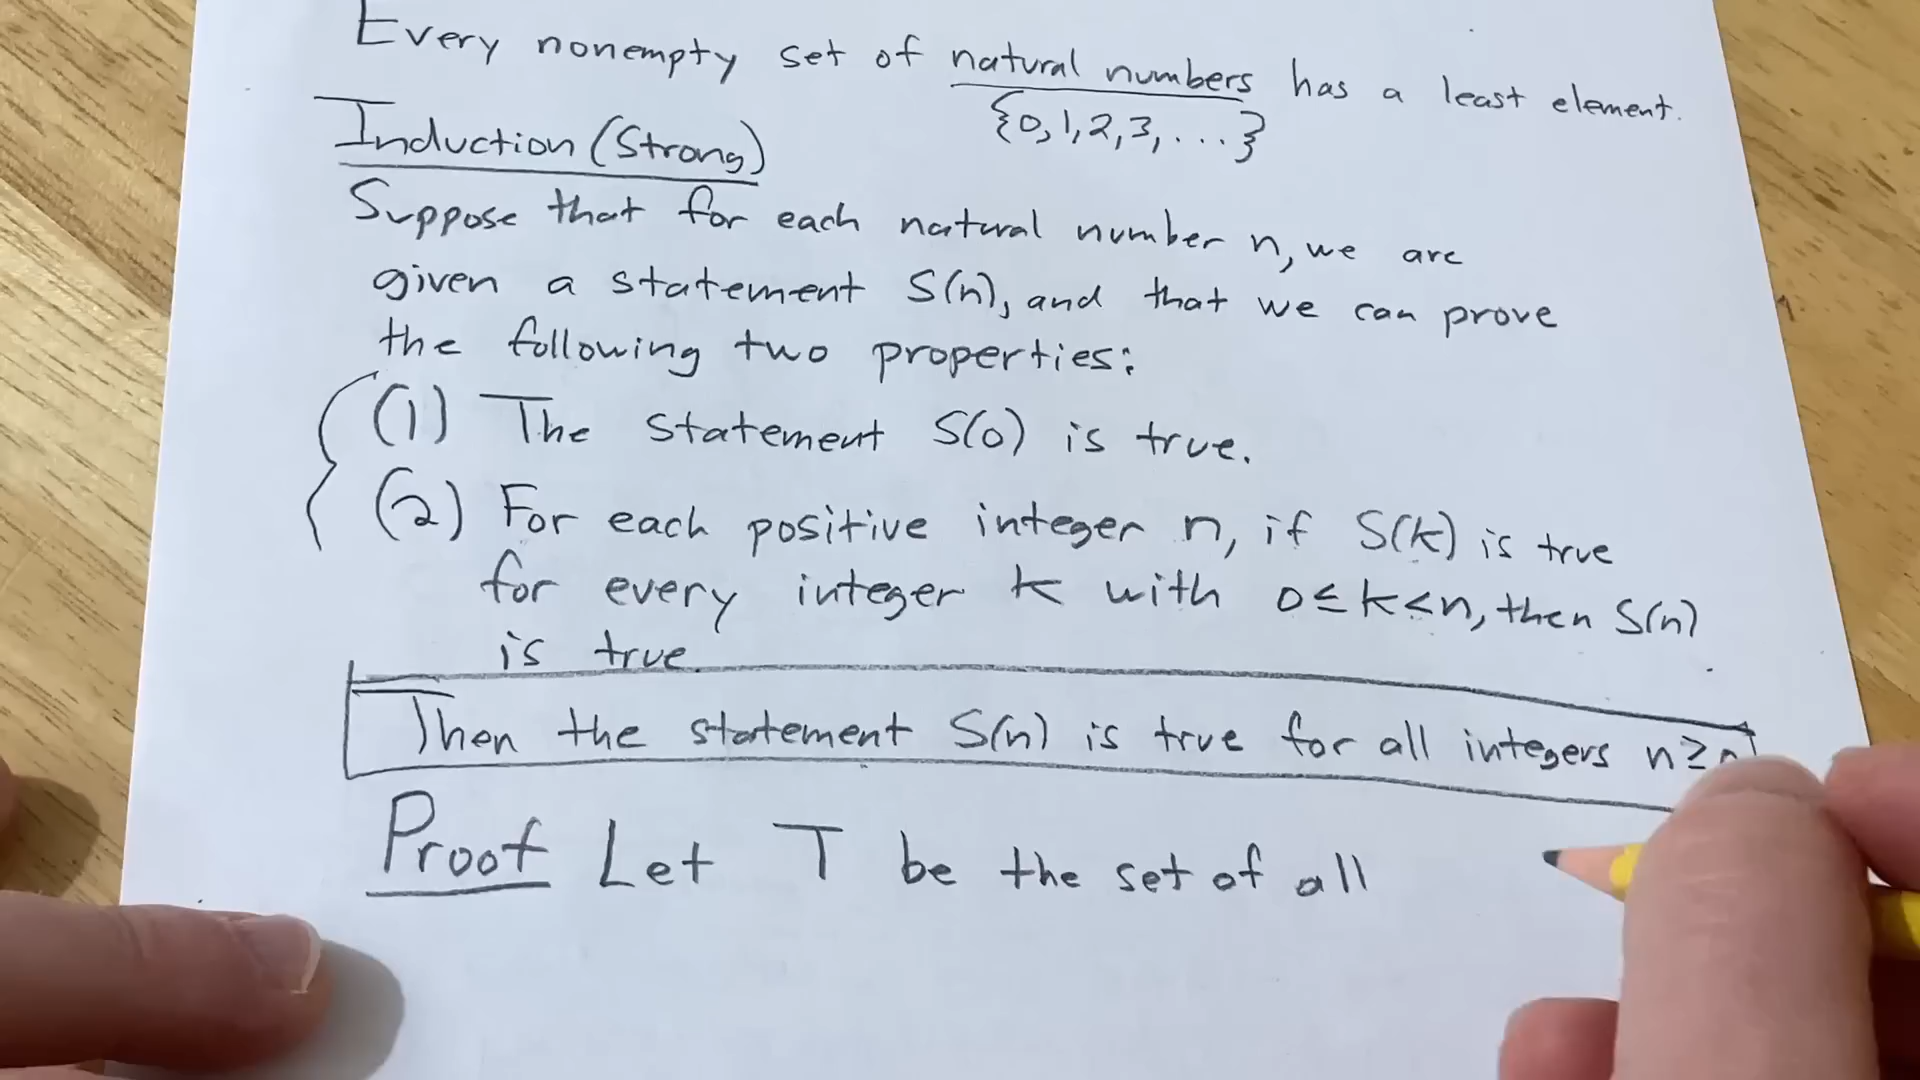 Every nonempty set of natural numbers has a least element.
{0,1,2,3,...}
Induction (Strong)
Suppose that for each natural number n, we are
given a statement S(n), and that we can prove
the following two properties:
(1) The statement S(0) is true.
(2) For each positive integer n, if S(k) is true
for every integer k with 0≤k<n, then S(n)
is true.
Then the statement S(n) is true for all integers n≥
Proof Let T be the set of all